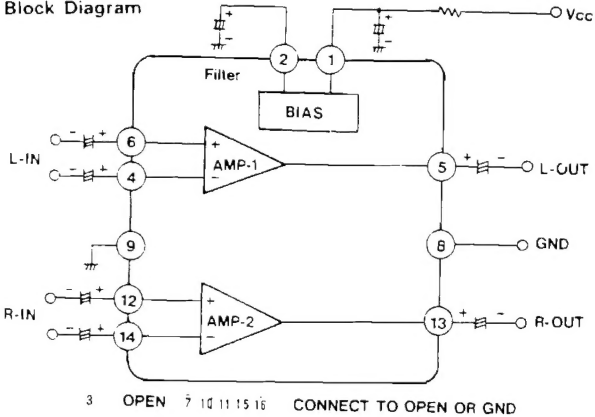 Block Diagram
Vcc
+
-
+
-
2
1
Filter
BIAS
- +
6
+
AMP-1
L-IN
- +
4
-
5
+ -
L-OUT
9
8
GND
- +
12
+
AMP-2
R-IN
- +
14
-
13
+ -
R-OUT
3 OPEN 7 10 11 15 16 CONNECT TO OPEN OR GND